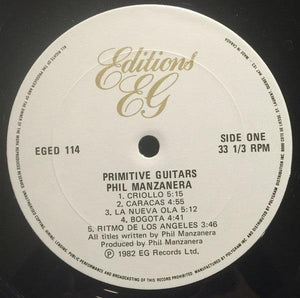 Editions
EG
EGED 114
SIDE ONE
33 1/3 RPM
PRIMITIVE GUITARS
PHIL MANZANERA
1. CRIOLLO 5:15
2. CARACAS 4:55
3. LA NUEVA OLA 5:12
4. BOGOTA 4:41
5. RITMO DE LOS ANGELES 3:46
All titles written by Phil Manzanera
Produced by Phil Manzanera
℗ 1982 EG Records Ltd.